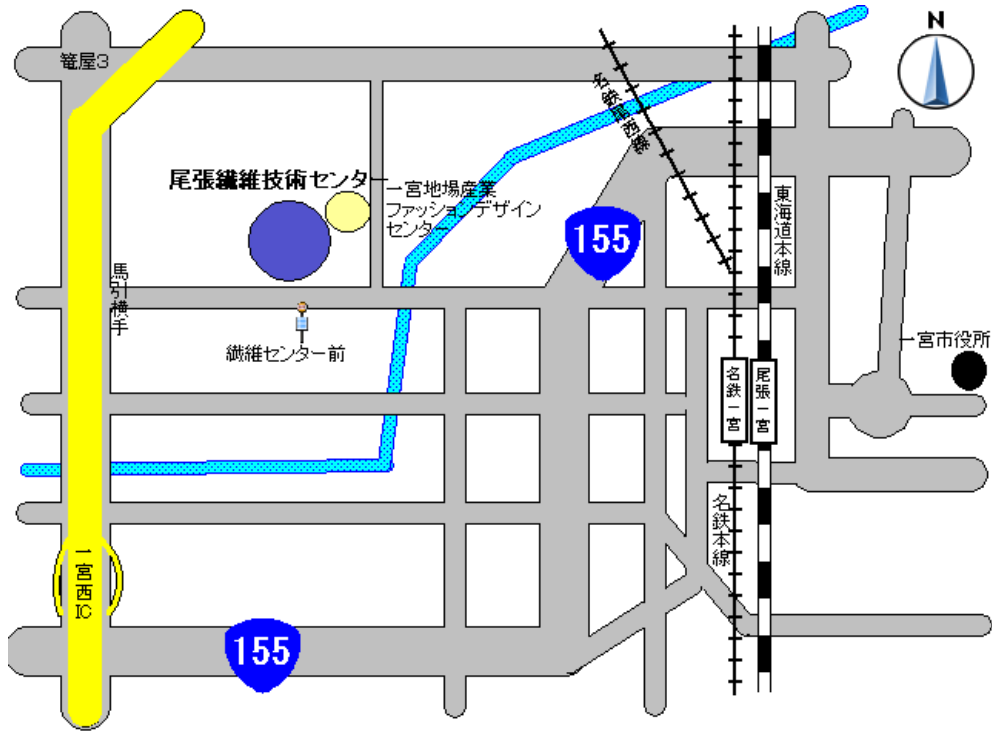 N
篭屋3
名鉄尾西線
尾張繊維技術センター
一宮地場産業
ファッションデザイン
センター
155
東海道本線
馬引横手
繊維センター前
一宮市役所
名鉄一宮
尾張一宮
名鉄本線
一宮西IC
155